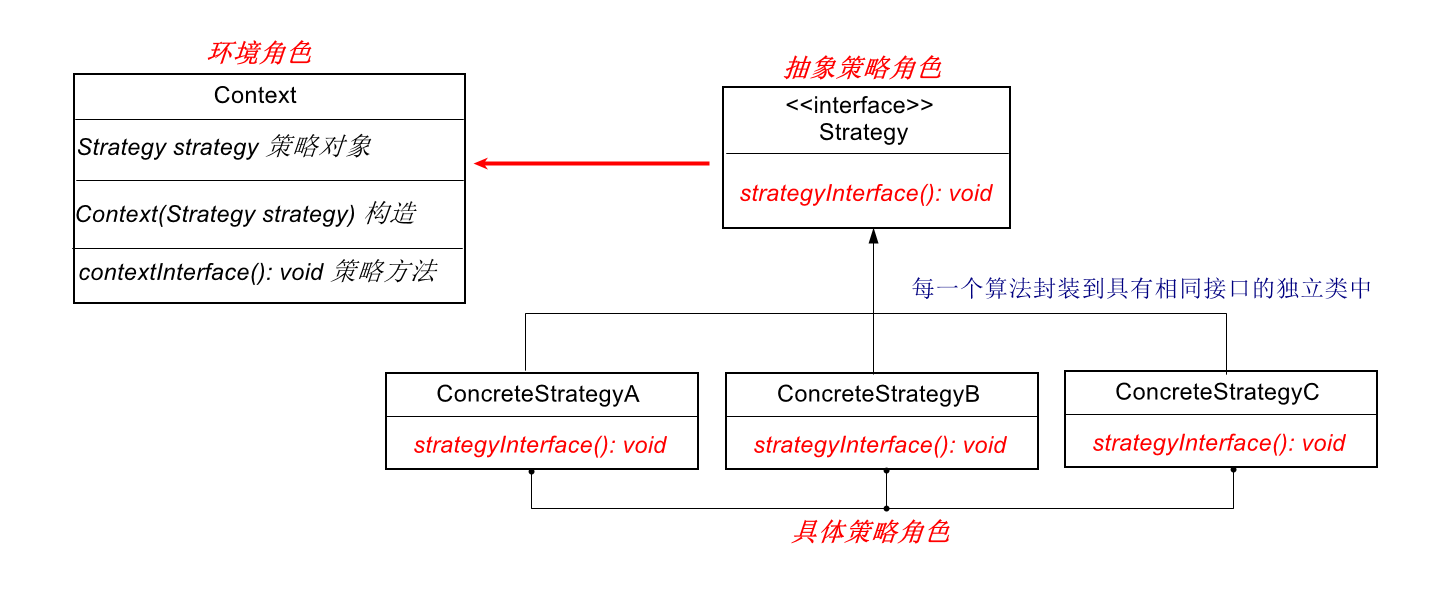 环境角色
Context
Strategy strategy 策略对象
Context(Strategy strategy) 构造
contextInterface(): void 策略方法
抽象策略角色
<<interface>>
Strategy
strategyInterface(): void
每一个算法封装到具有相同接口的独立类中
ConcreteStrategyA
strategyInterface(): void
ConcreteStrategyB
strategyInterface(): void
ConcreteStrategyC
strategyInterface(): void
具体策略角色